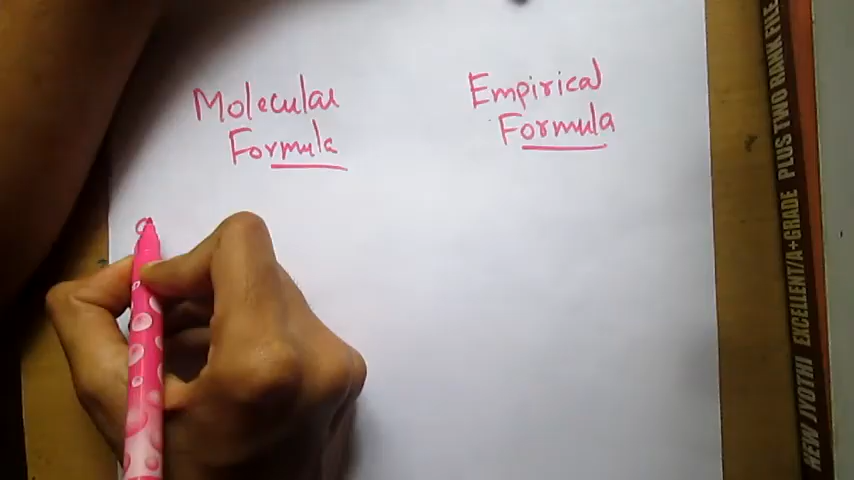 Molecular
Formula
Empirical
Formula
NEW JYOTHI EXCELLENT/A+GRADE PLUS TWO RANK FILE